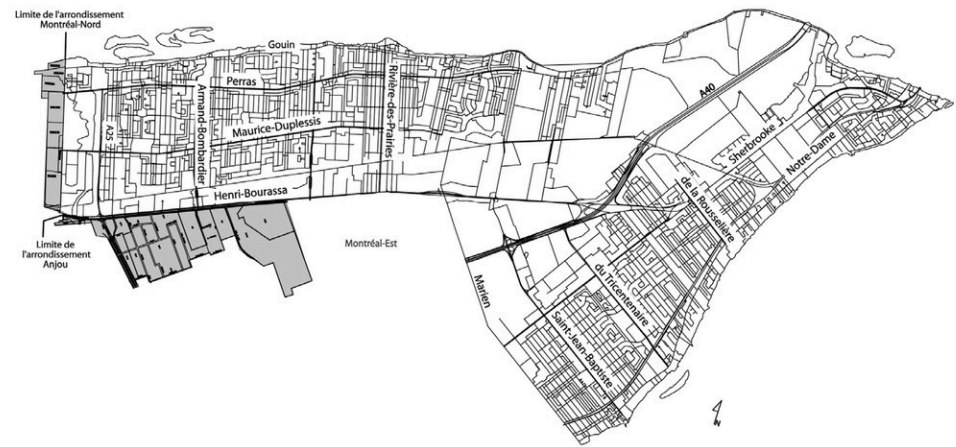 Limite de l'arrondissement
Montréal-Nord
Gouin
Perras
A25
Armand-Bombardier
Maurice-Duplessis
Rivière-des-Prairies
Henri-Bourassa
A40
Sherbrooke
Notre-Dame
de la Rousselière
Limite de
l'arrondissement
Anjou
Montréal-Est
Marien
du Tricentenaire
Saint-Jean-Baptiste
N